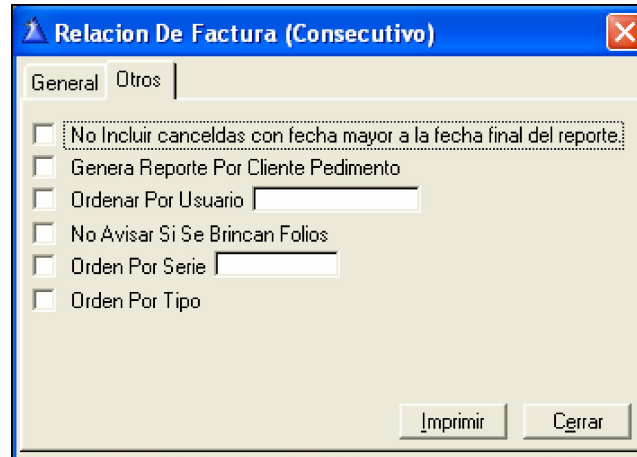 Relacion De Factura (Consecutivo)
General Otros
No Incluir canceldas con fecha mayor a la fecha final del reporte.
Genera Reporte Por Cliente Pedimento
Ordenar Por Usuario
No Avisar Si Se Brincan Folios
Orden Por Serie
Orden Por Tipo
Imprimir Cerrar